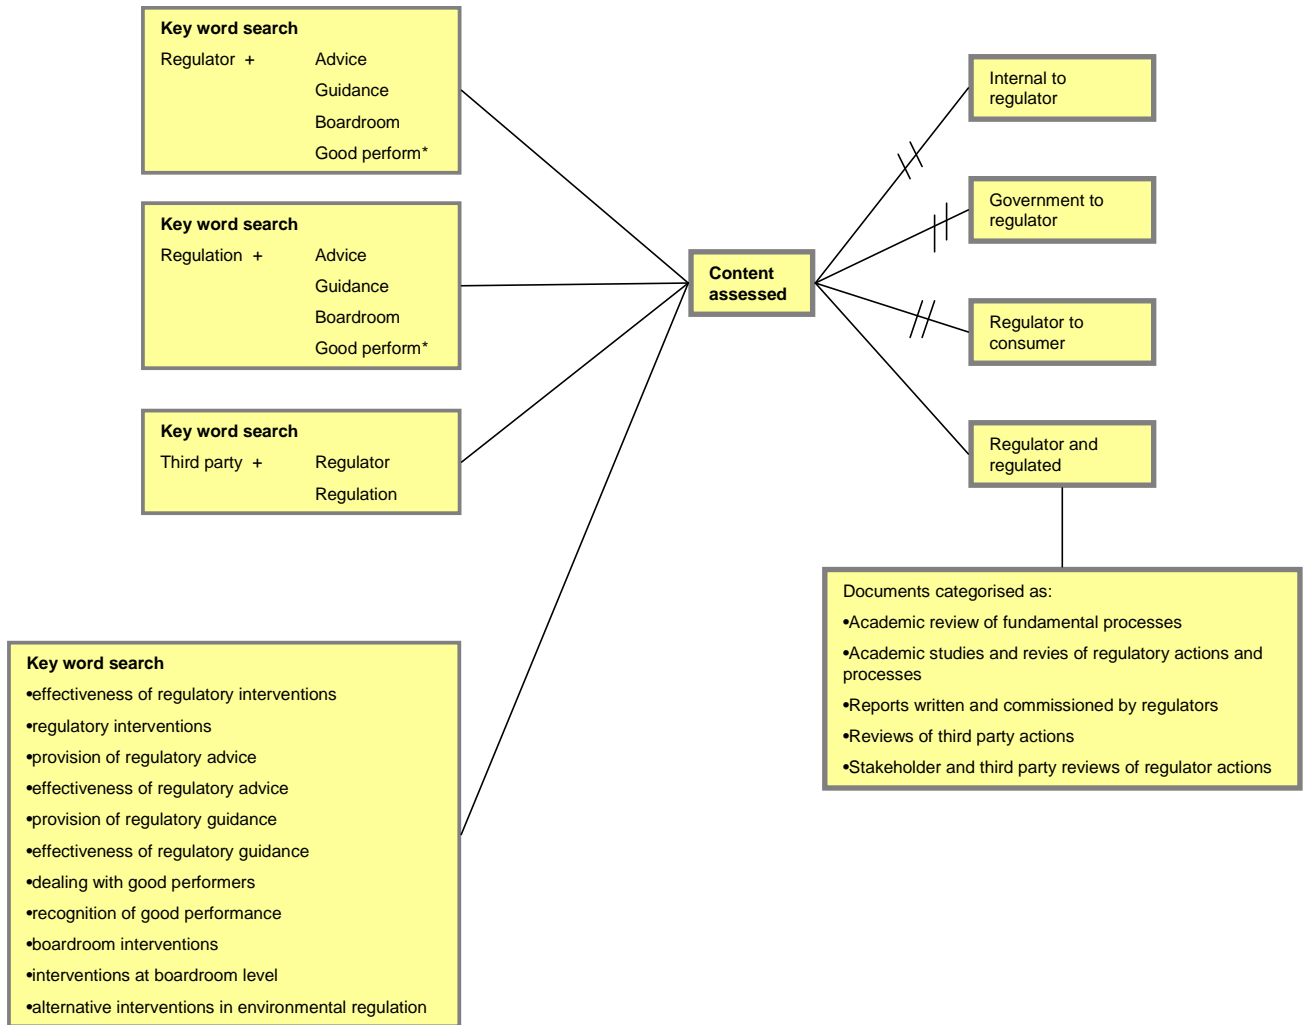 Key word search
Regulator + Advice
Guidance
Boardroom
Good perform*
Key word search
Regulation + Advice
Guidance
Boardroom
Good perform*
Key word search
Third party + Regulator
Regulation
Key word search
•effectiveness of regulatory interventions
•regulatory interventions
•provision of regulatory advice
•effectiveness of regulatory advice
•provision of regulatory guidance
•effectiveness of regulatory guidance
•dealing with good performers
•recognition of good performance
•boardroom interventions
•interventions at boardroom level
•alternative interventions in environmental regulation
Content
assessed
Internal to
regulator
Government to
regulator
Regulator to
consumer
Regulator and
regulated
Documents categorised as:
•Academic review of fundamental processes
•Academic studies and revies of regulatory actions and
processes
•Reports written and commissioned by regulators
•Reviews of third party actions
•Stakeholder and third party reviews of regulator actions